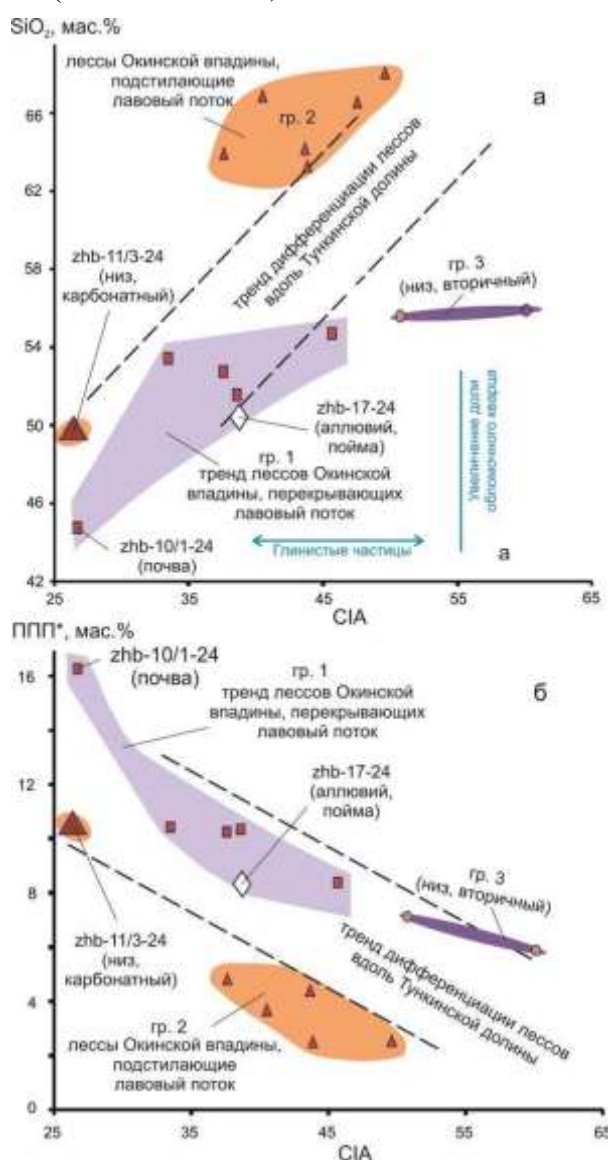 SiO₂, мас.%
лессы Окинской впадины,
подстилающие
лавовый поток
гр. 2
а
66
62
58
54
50
46
42
zhb-11/3-24
(низ,
карбонатный)
тренд дифференциации лессов
вдоль Тункинской долины
гр. 3
(низ, вторичный)
zhb-17-24
(аллювий,
пойма)
гр. 1
тренд лессов Окинской
впадины, перекрывающих
лавовый поток
zhb-10/1-24
(почва)
Глинистые частицы
Увеличение доли
обломочного кварца
а
25
35
45
55
65
CIA
ППП*, мас.%
16
12
8
4
0
zhb-10/1-24
(почва)
гр. 1
тренд лессов Окинской
впадины, перекрывающих
лавовый поток
б
zhb-17-24
(аллювий,
пойма)
гр. 3
(низ, вторичный)
zhb-11/3-24
(низ,
карбонатный)
тренд дифференциации лессов
вдоль Тункинской долины
гр. 2
лессы Окинской впадины,
подстилающие
лавовый поток
25
35
45
55
65
CIA